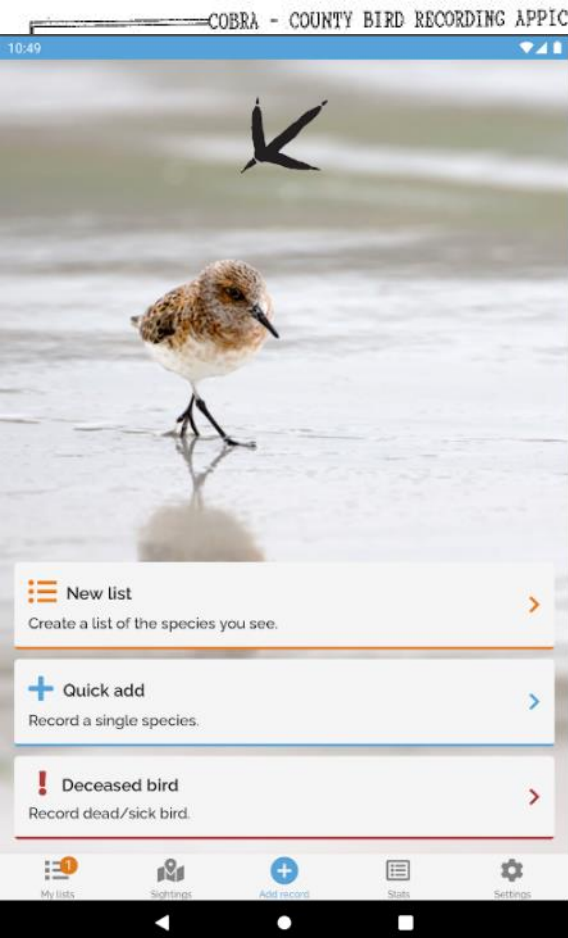 COBRA - COUNTY BIRD RECORDING APPIC
10:49
New list
Create a list of the species you see.
Quick add
Record a single species.
Deceased bird
Record dead/sick bird.
1
My lists
Sightings
Add record
Stats
Settings